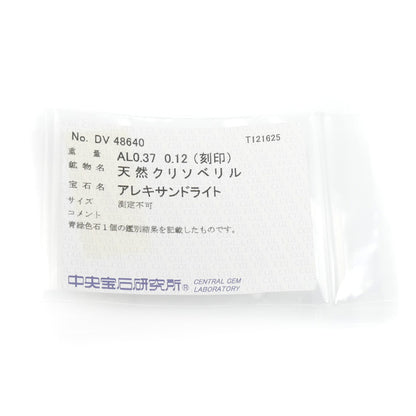 No. DV 48640 T121625
重量 AL0.37 0.12 (刻印)
鉱物名 天然クリソベリル
宝石名 アレキサンドライト
サイズ 測定不可
コメント
青緑色石1個の鑑別結果を記載したものです。
中央宝石研究所® CENTRAL GEM
LABORATORY